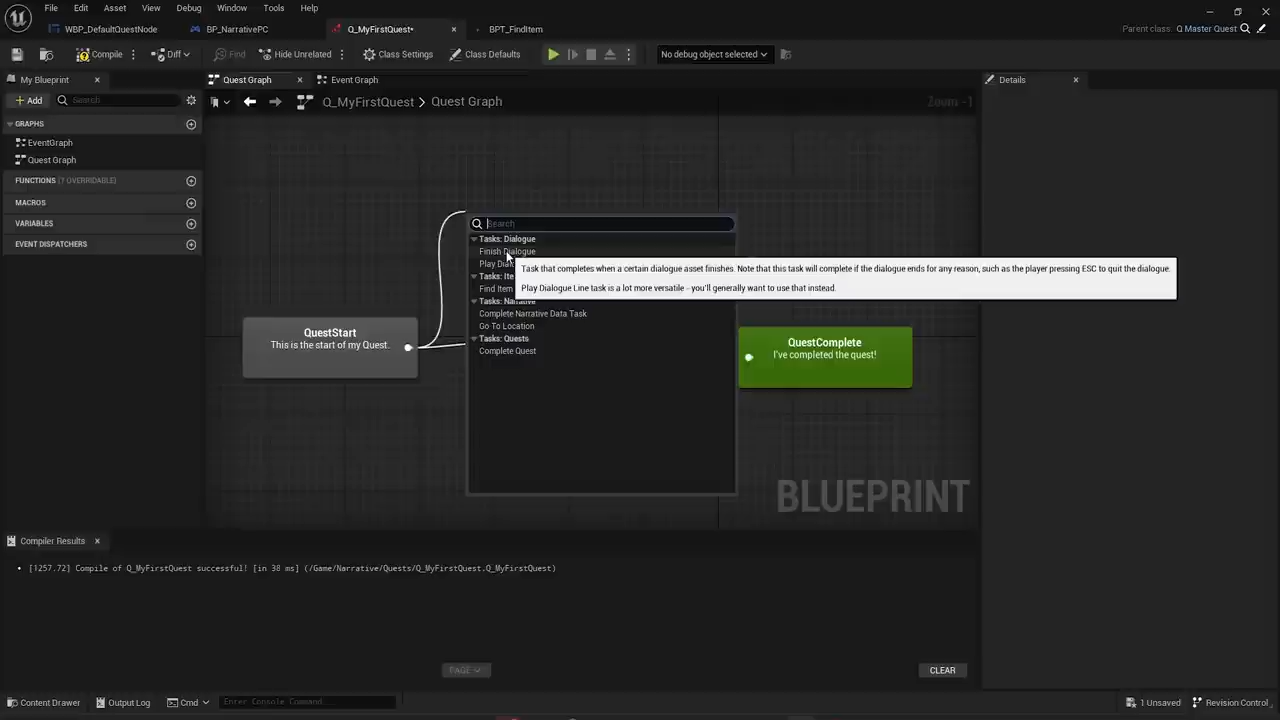 File Edit Asset View Debug Window Tools Help
WBP_DefaultQuestNode BP_NarrativePC Q_MyFirstQuest* BPT_FindItem Parent class: Q Master Quest
Compile Diff Find Hide Unrelated Class Settings Class Defaults No debug object selected
My Blueprint Quest Graph Event Graph Details
Add Search Q_MyFirstQuest > Quest Graph Zoom -1
GRAPHS
EventGraph
Quest Graph
FUNCTIONS (1 OVERRIDABLE)
MACROS
VARIABLES
EVENT DISPATCHERS
Search
Tasks: Dialogue
Finish Dialogue
Play Dial
Tasks: Ite
Find Item
Tasks: Narrative
Complete Narrative Data Task
Go To Location
Tasks: Quests
Complete Quest
Task that completes when a certain dialogue asset finishes. Note that this task will complete if the dialogue ends for any reason, such as the player pressing ESC to quit the dialogue.
Play Dialogue Line task is a lot more versatile - you'll generally want to use that instead.
QuestStart
This is the start of my Quest.
QuestComplete
I've completed the quest!
BLUEPRINT
Compiler Results
[1257.72] Compile of Q_MyFirstQuest successful! [in 38 ms] (/Game/Narrative/Quests/Q_MyFirstQuest.Q_MyFirstQuest)
PAGE CLEAR
Content Drawer Output Log Cmd Enter Console Command... 1 Unsaved Revision Control